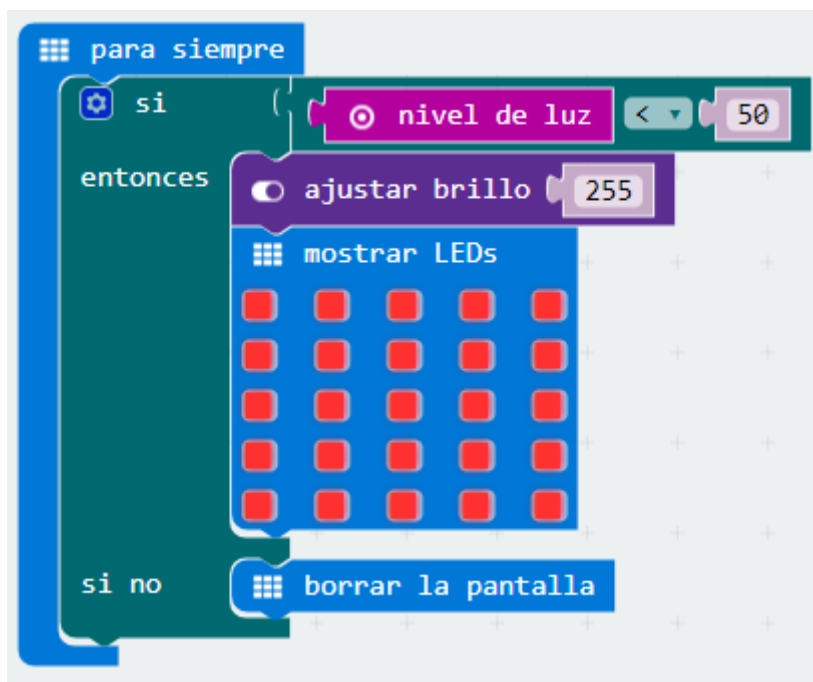 para siempre
si nivel de luz < 50
entonces ajustar brillo 255
mostrar LEDs
si no borrar la pantalla